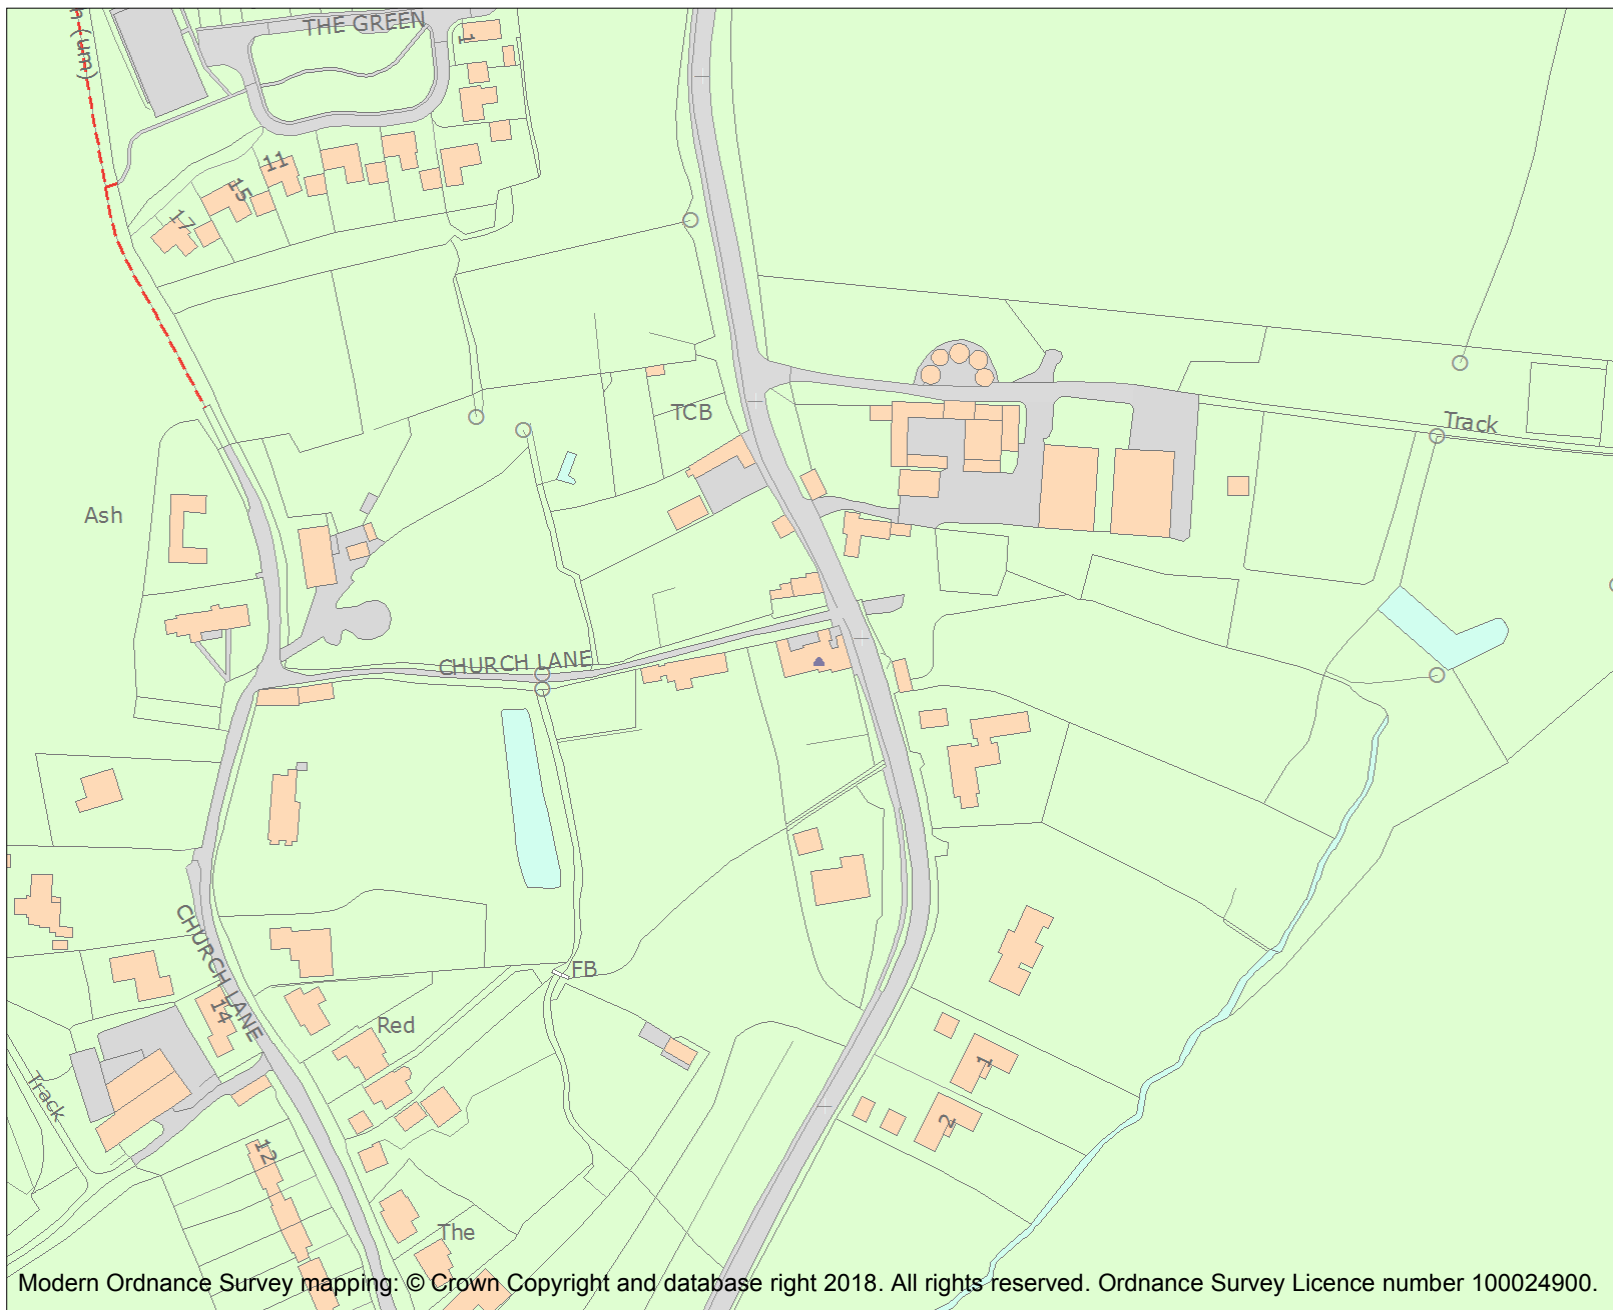 THE GREEN
1
(um)
11
15
17
TCB
Track
Ash
CHURCH LANE
CHURCH LANE
FB
14
Red
1
Track
2
12
The
Modern Ordnance Survey mapping: © Crown Copyright and database right 2018. All rights reserved. Ordnance Survey Licence number 100024900.